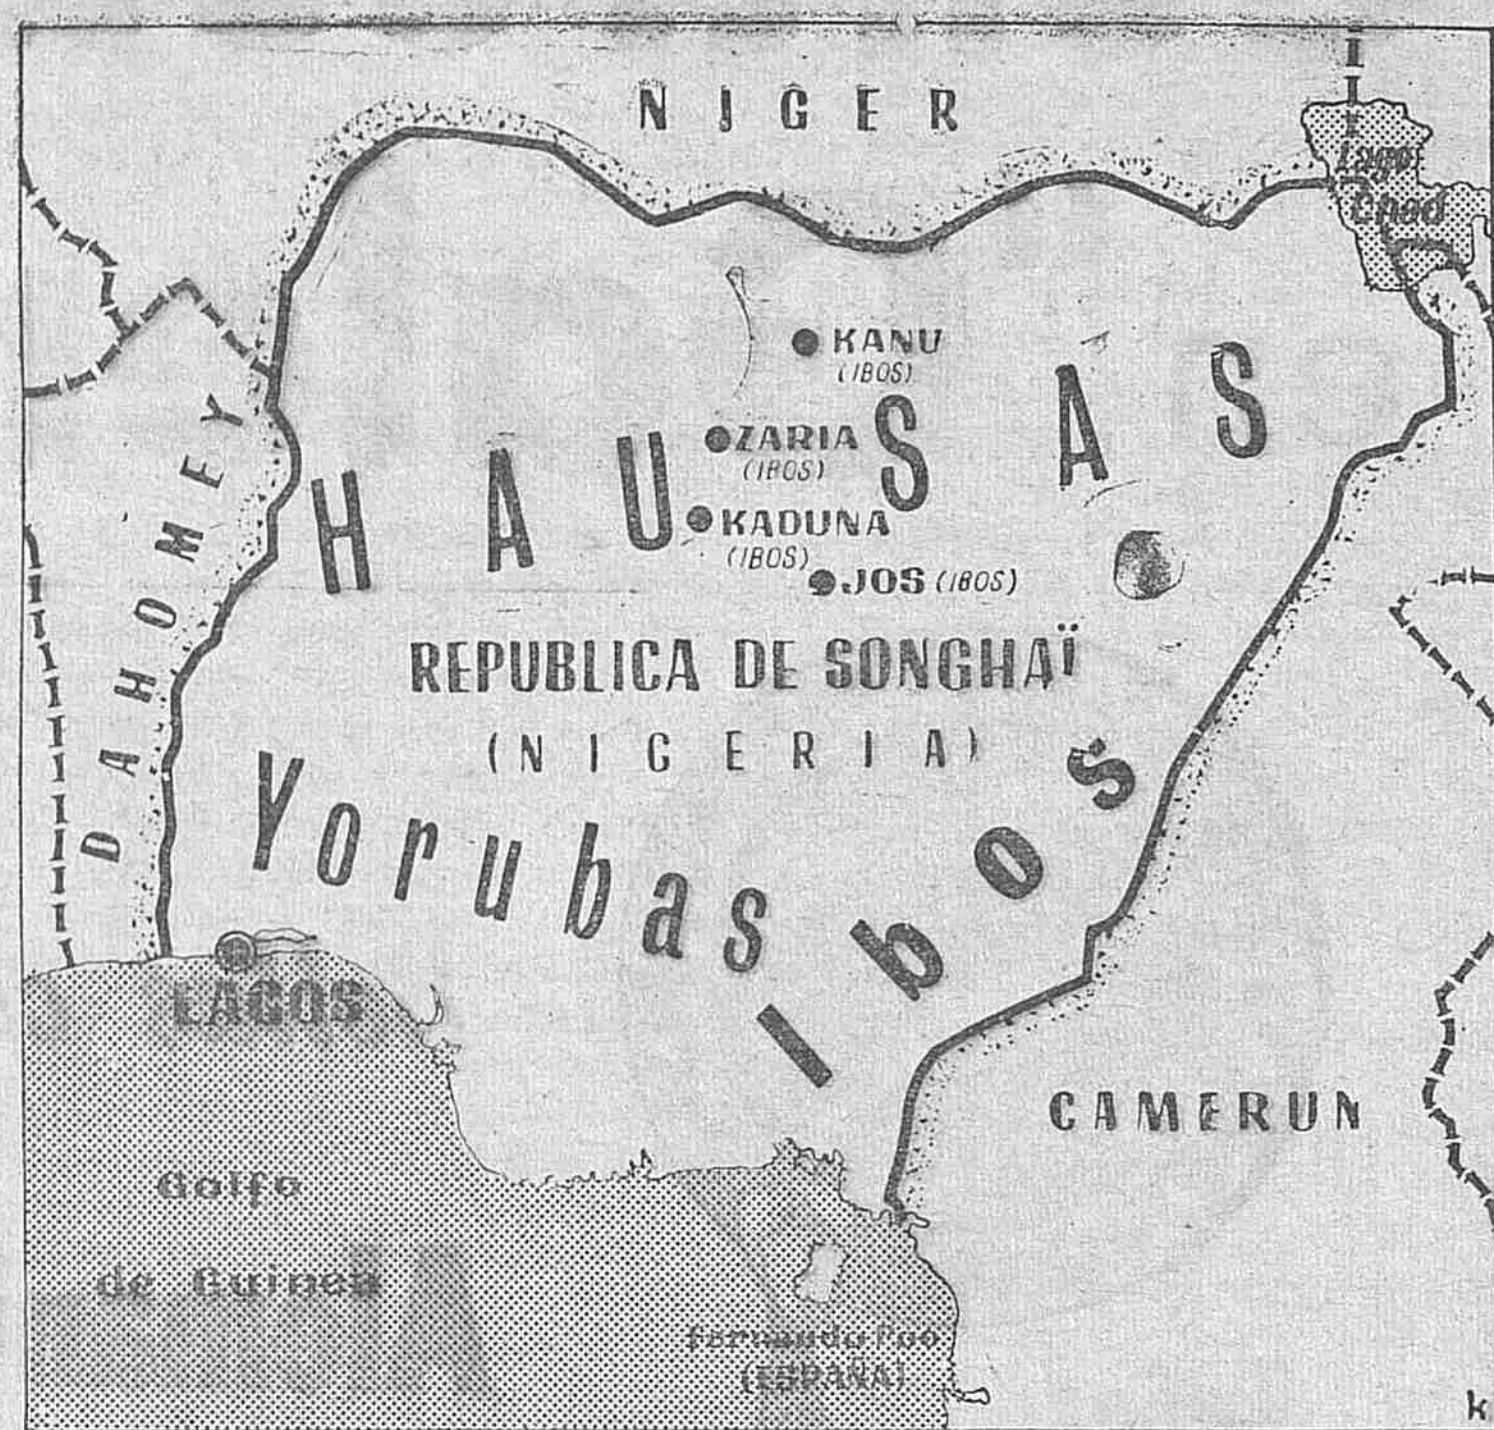 NIGER
Lago
Chad
KANU
(IBOS)
HAUSAS
ZARIA
(IBOS)
KADUNA
(IBOS)
JOS (IBOS)
DAHOMEY
REPUBLICA DE SONGHAÏ
(NIGERIA)
Yorubas
Ibos
LAGOS
CAMERUN
Golfo
de Guinea
Fernando Poo
(ESPAÑA)
k